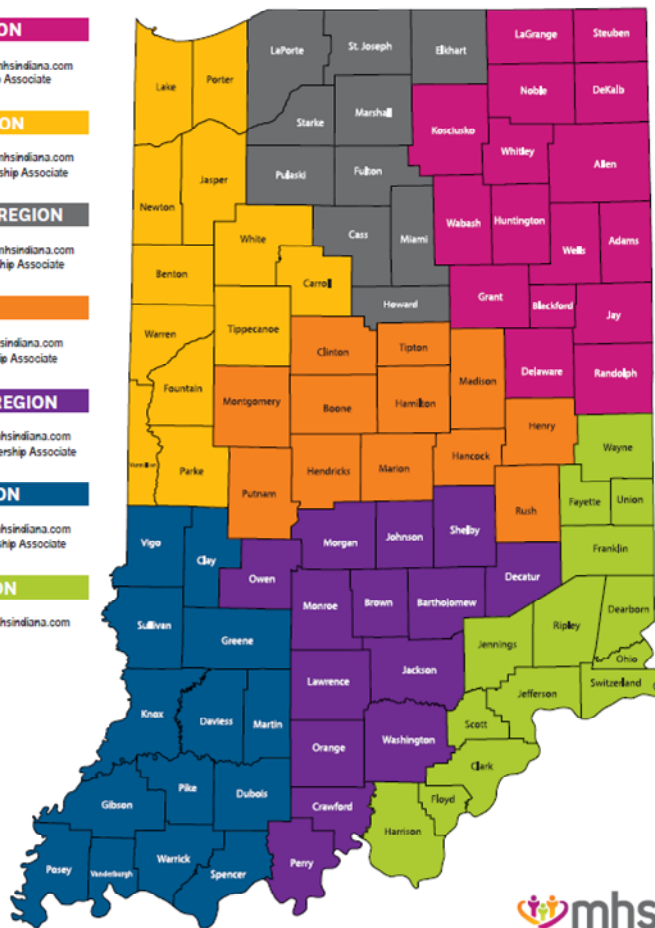 ON
mhsindiana.com
p Associate
ION
mhsindiana.com
rship Associate
REGION
mhsindiana.com
hip Associate
sindiana.com
ip Associate
REGION
hsindiana.com
ership Associate
ON
mhsindiana.com
ship Associate
ON
hsindiana.com
LaPorte
St. Joseph
Elkhart
LaGrange
Steuben
Lake
Porter
Noble
DeKalb
Starke
Marshall
Kosciusko
Whitley
Allen
Pulaski
Fulton
Jasper
Newton
Wabash
Huntington
White
Cass
Miami
Wells
Adams
Benton
Carroll
Howard
Grant
Blackford
Jay
Warren
Tippecanoe
Clinton
Tipton
Delaware
Randolph
Fountain
Montgomery
Boone
Hamilton
Madison
Henry
Wayne
Vermillion
Parke
Hendricks
Marion
Hancock
Putnam
Rush
Fayette
Union
Vigo
Clay
Morgan
Johnson
Shelby
Franklin
Owen
Monroe
Brown
Bartholomew
Decatur
Dearborn
Sullivan
Greene
Jennings
Ripley
Ohio
Lawrence
Jackson
Jefferson
Switzerland
Knox
Daviess
Martin
Orange
Washington
Scott
Clark
Gibson
Pike
Dubois
Crawford
Floyd
Harrison
Posey
Vanderburgh
Warrick
Spencer
Perry
mhs